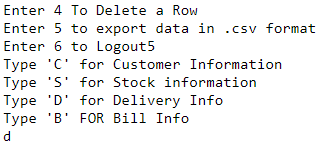 Enter 4 To Delete a Row
Enter 5 to export data in .csv format
Enter 6 to Logout5
Type 'C' for Customer Information
Type 'S' for Stock information
Type 'D' for Delivery Info
Type 'B' FOR Bill Info
d